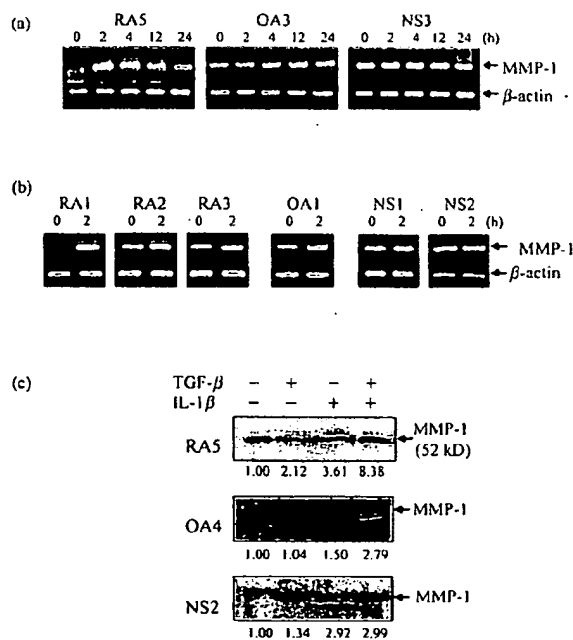 (a)
RA5 OA3 NS3
0 2 4 12 24 0 2 4 12 24 0 2 4 12 24 (h)
MMP-1
β-actin
(b)
RA1 RA2 RA3 OA1 NS1 NS2
0 2 0 2 0 2 0 2 0 2 0 2 (h)
MMP-1
β-actin
(c)
TGF-β − + − +
IL-1β − − + +
RA5 MMP-1
(52 kD)
1.00 2.12 3.61 8.38
OA4 MMP-1
1.00 1.04 1.50 2.79
NS2 MMP-1
1.00 1.34 2.92 2.99